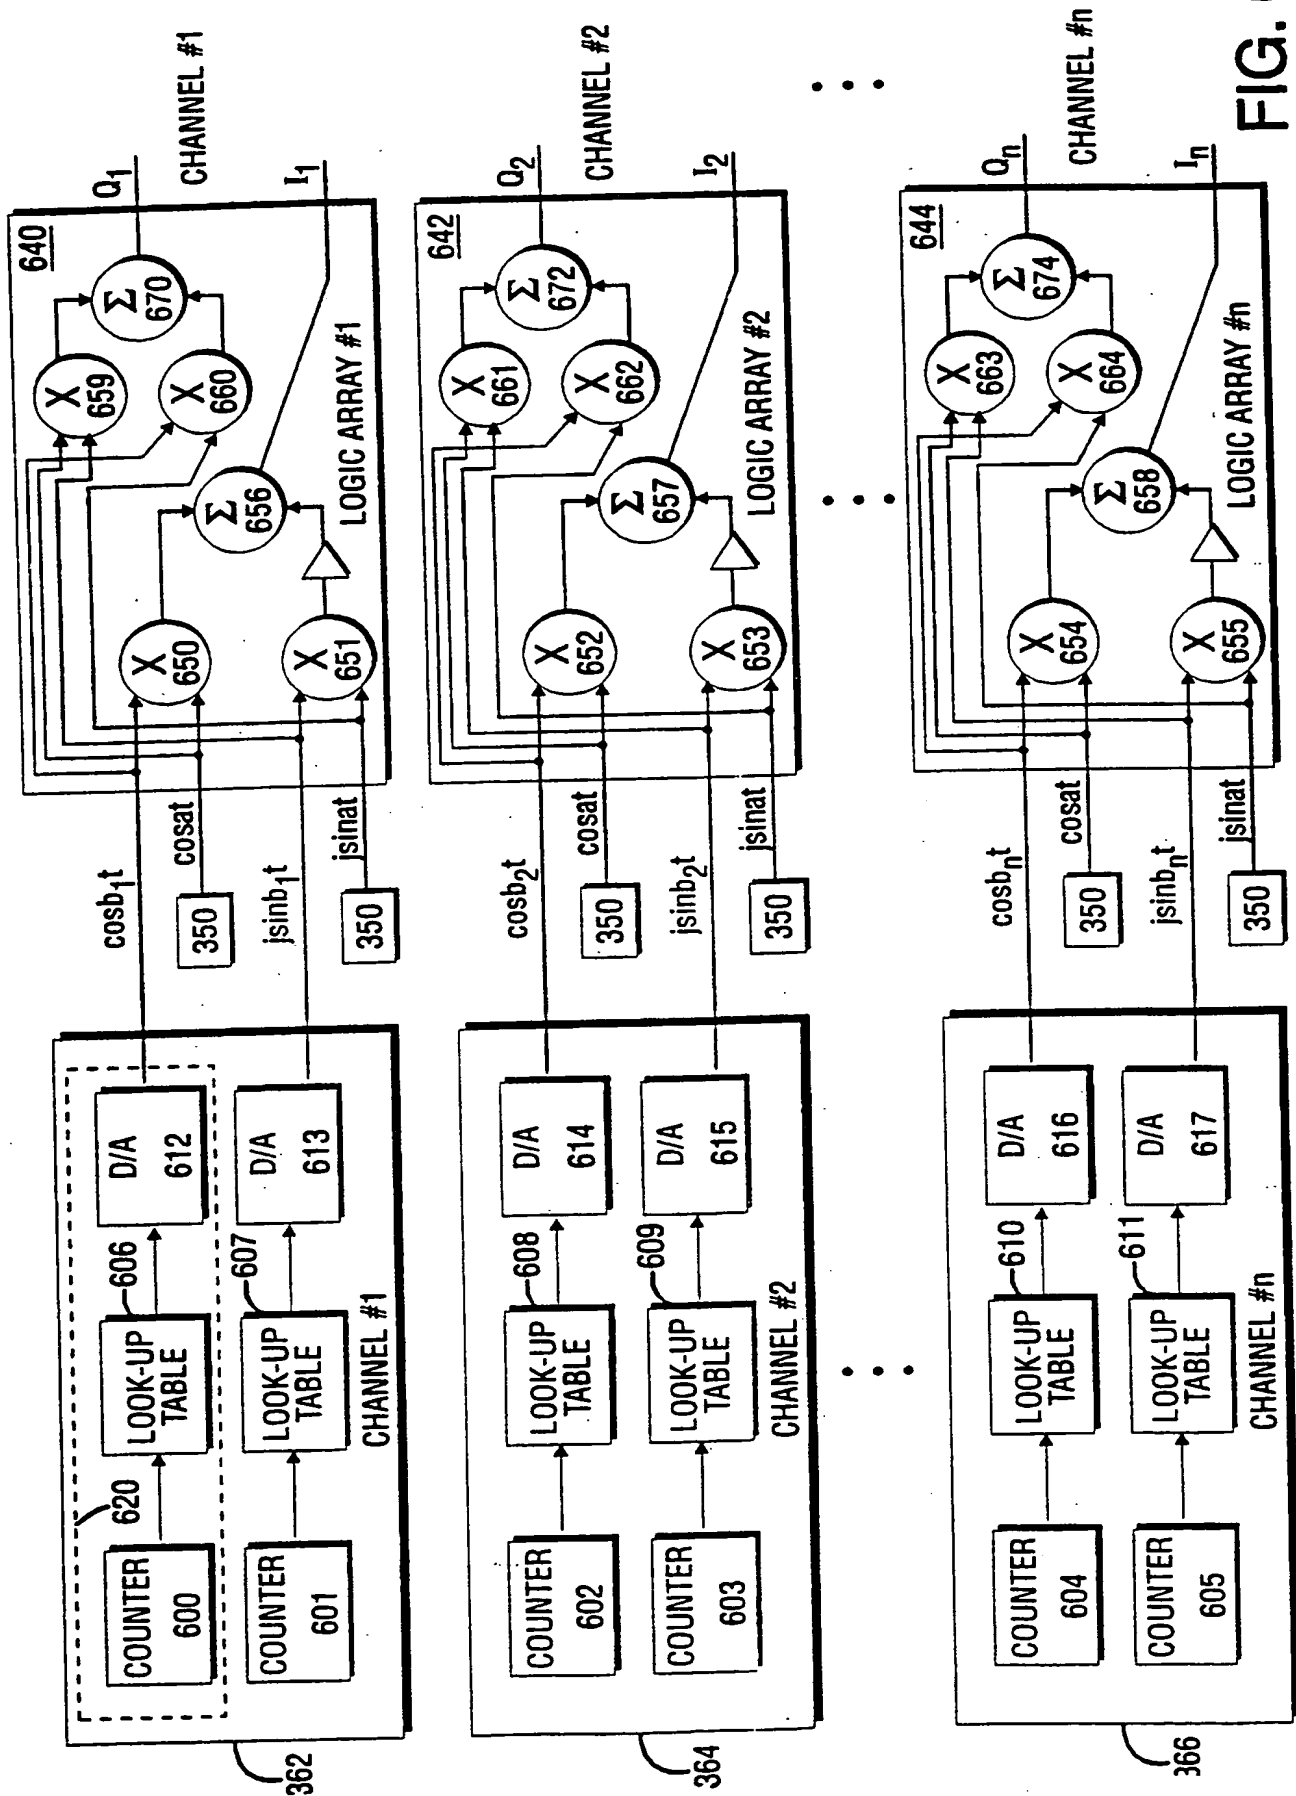 362
620
COUNTER
600
LOOK-UP
TABLE
606
D/A
612
COUNTER
601
LOOK-UP
TABLE
607
D/A
613
CHANNEL #1
cosb₁t
cosat
350
jsinb₁t
jsinat
350
640
X
650
X
651
Σ
656
X
659
X
660
Σ
670
LOGIC ARRAY #1
Q₁
CHANNEL #1
I₁
364
COUNTER
602
LOOK-UP
TABLE
608
D/A
614
COUNTER
603
LOOK-UP
TABLE
609
D/A
615
CHANNEL #2
cosb₂t
cosat
350
jsinb₂t
jsinat
350
642
X
652
X
653
Σ
657
X
661
X
662
Σ
672
LOGIC ARRAY #2
Q₂
CHANNEL #2
I₂
366
COUNTER
604
LOOK-UP
TABLE
610
D/A
616
COUNTER
605
LOOK-UP
TABLE
611
D/A
617
CHANNEL #n
cosbₙt
cosat
350
jsinbₙt
jsinat
350
644
X
654
X
655
Σ
658
X
663
X
664
Σ
674
LOGIC ARRAY #n
Qₙ
CHANNEL #n
Iₙ
FIG.